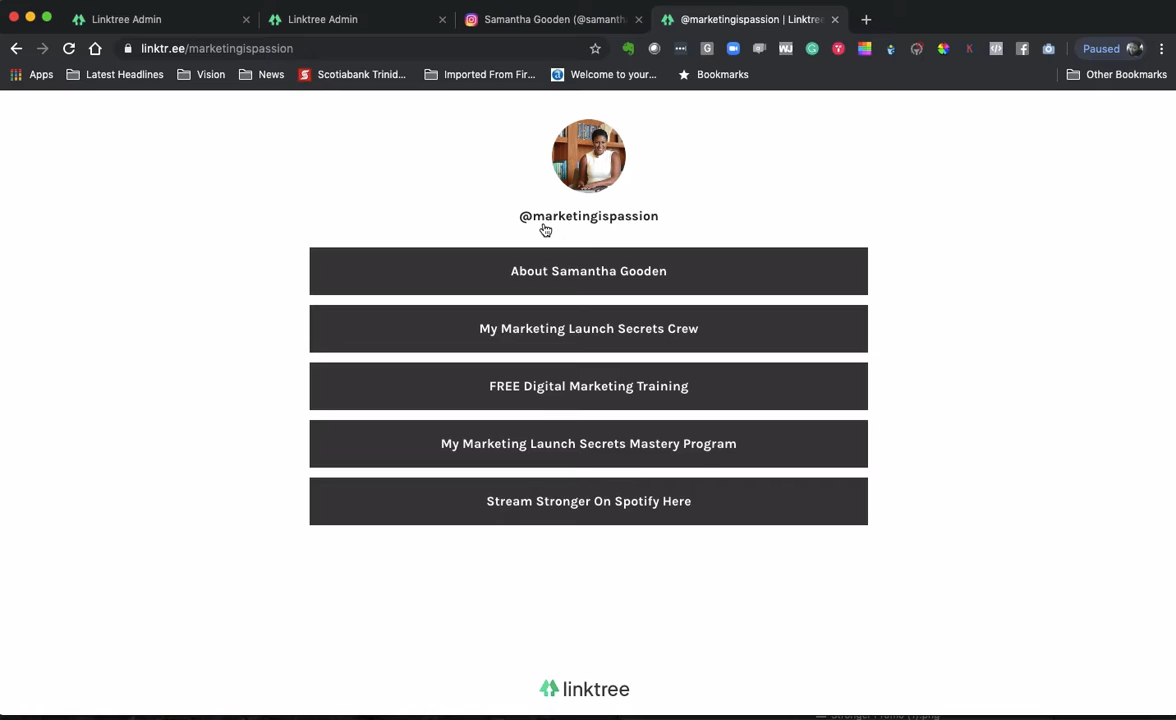 Linktree Admin
Linktree Admin
Samantha Gooden (@samanth
@marketingispassion | Linktree
linktr.ee/marketingispassion
Paused
Apps
Latest Headlines
Vision
News
Scotiabank Trinid...
Imported From Fir...
Welcome to your...
Bookmarks
Other Bookmarks
@marketingispassion
About Samantha Gooden
My Marketing Launch Secrets Crew
FREE Digital Marketing Training
My Marketing Launch Secrets Mastery Program
Stream Stronger On Spotify Here
linktree